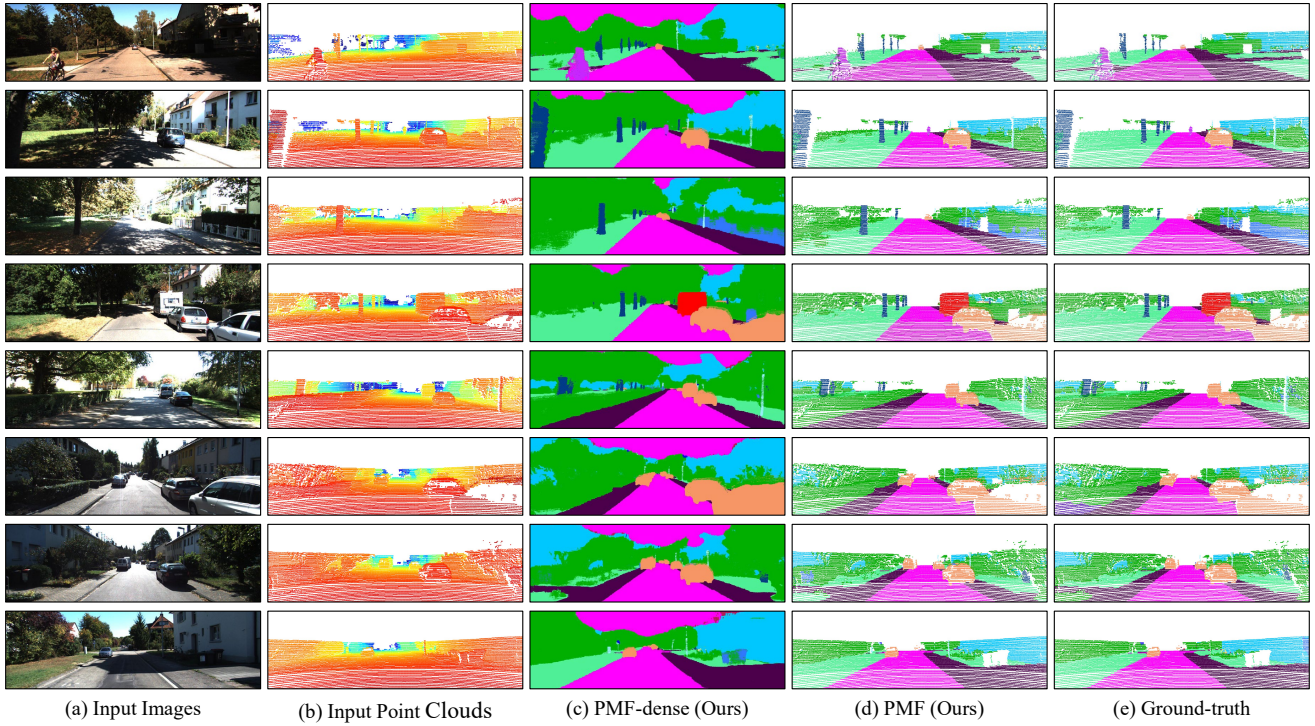 (a) Input Images
(b) Input Point Clouds
(c) PMF-dense (Ours)
(d) PMF (Ours)
(e) Ground-truth